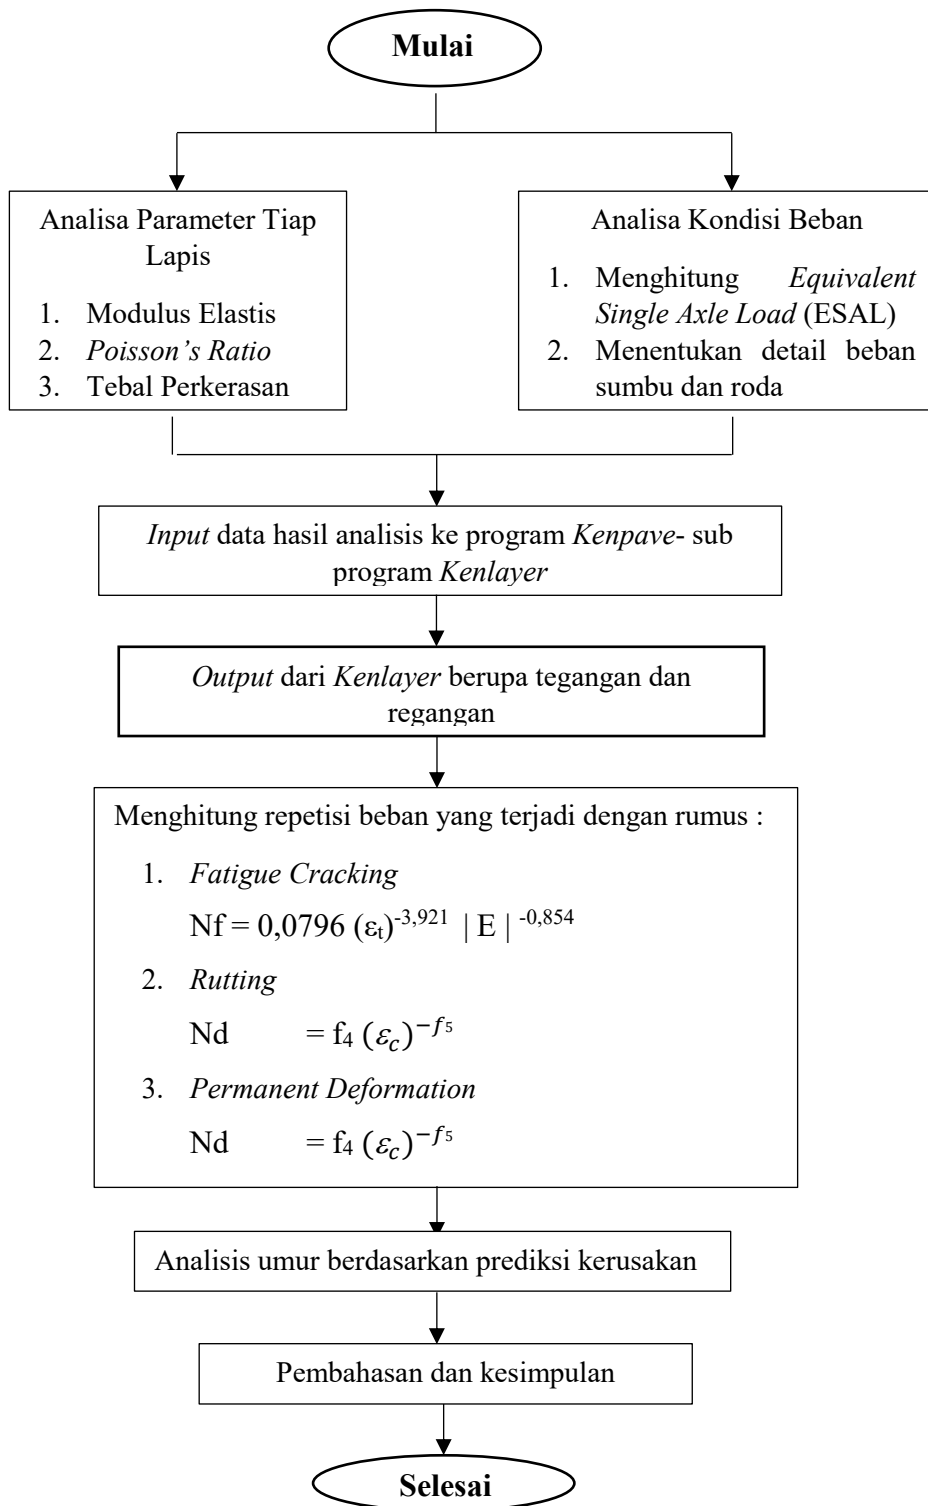 Mulai
Analisa Parameter Tiap
Lapis
1. Modulus Elastis
2. Poisson’s Ratio
3. Tebal Perkerasan
Analisa Kondisi Beban
1. Menghitung Equivalent
Single Axle Load (ESAL)
2. Menentukan detail beban
sumbu dan roda
Input data hasil analisis ke program Kenpave- sub
program Kenlayer
Output dari Kenlayer berupa tegangan dan
regangan
Menghitung repetisi beban yang terjadi dengan rumus :
1. Fatigue Cracking
Nf = 0,0796 (εₜ)^-3,921 | E | ^-0,854
2. Rutting
Nd = f₄ (𝜀𝑐)^−𝑓₅
3. Permanent Deformation
Nd = f₄ (𝜀𝑐)^−𝑓₅
Analisis umur berdasarkan prediksi kerusakan
Pembahasan dan kesimpulan
Selesai